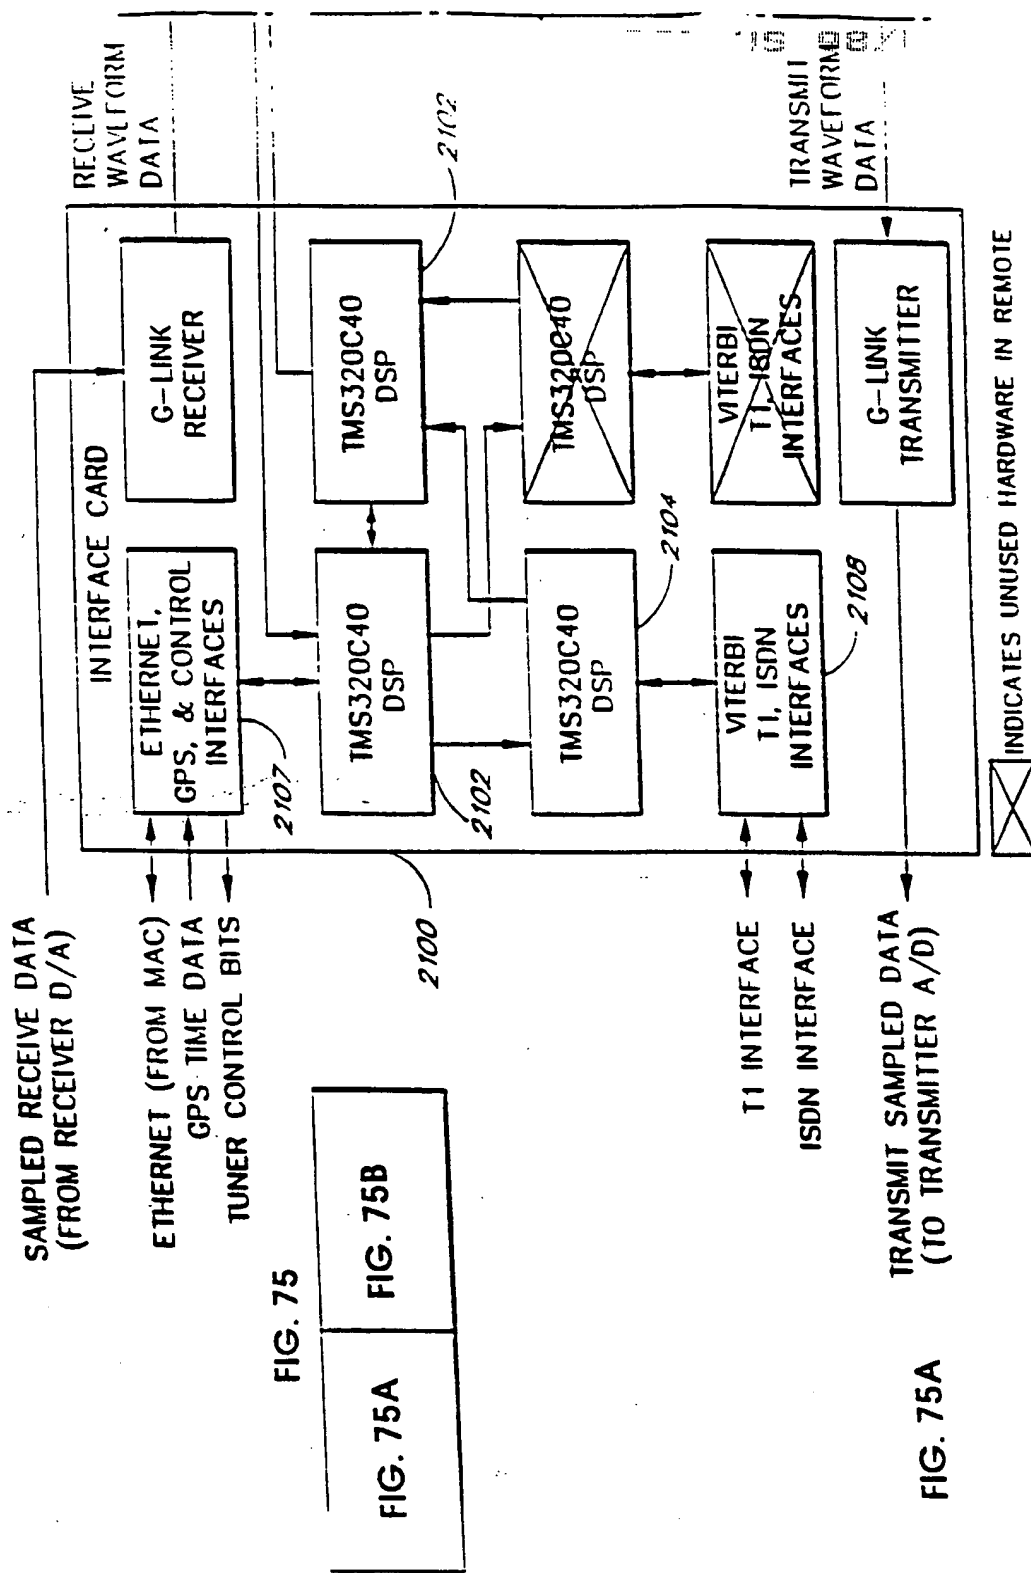 SAMPLED RECEIVE DATA
(FROM RECEIVER D/A)
ETHERNET (FROM MAC)
GPS TIME DATA
TUNER CONTROL BITS
2100
T1 INTERFACE
ISDN INTERFACE
TRANSMIT SAMPLED DATA
(TO TRANSMITTER A/D)
INTERFACE CARD
ETHERNET,
GPS, & CONTROL
INTERFACES
2107
G-LINK
RECEIVER
RECEIVE
WAVEFORM
DATA
TMS320C40
DSP
2102
TMS320C40
DSP
2102
TMS320C40
DSP
2104
TMS320C40
DSP
VITERBI
T1, ISDN
INTERFACES
2108
VITERBI
T1, ISDN
INTERFACES
G-LINK
TRANSMITTER
TRANSMIT
WAVEFORM
DATA
INDICATES UNUSED HARDWARE IN REMOTE
FIG. 75
FIG. 75A
FIG. 75B
FIG. 75A